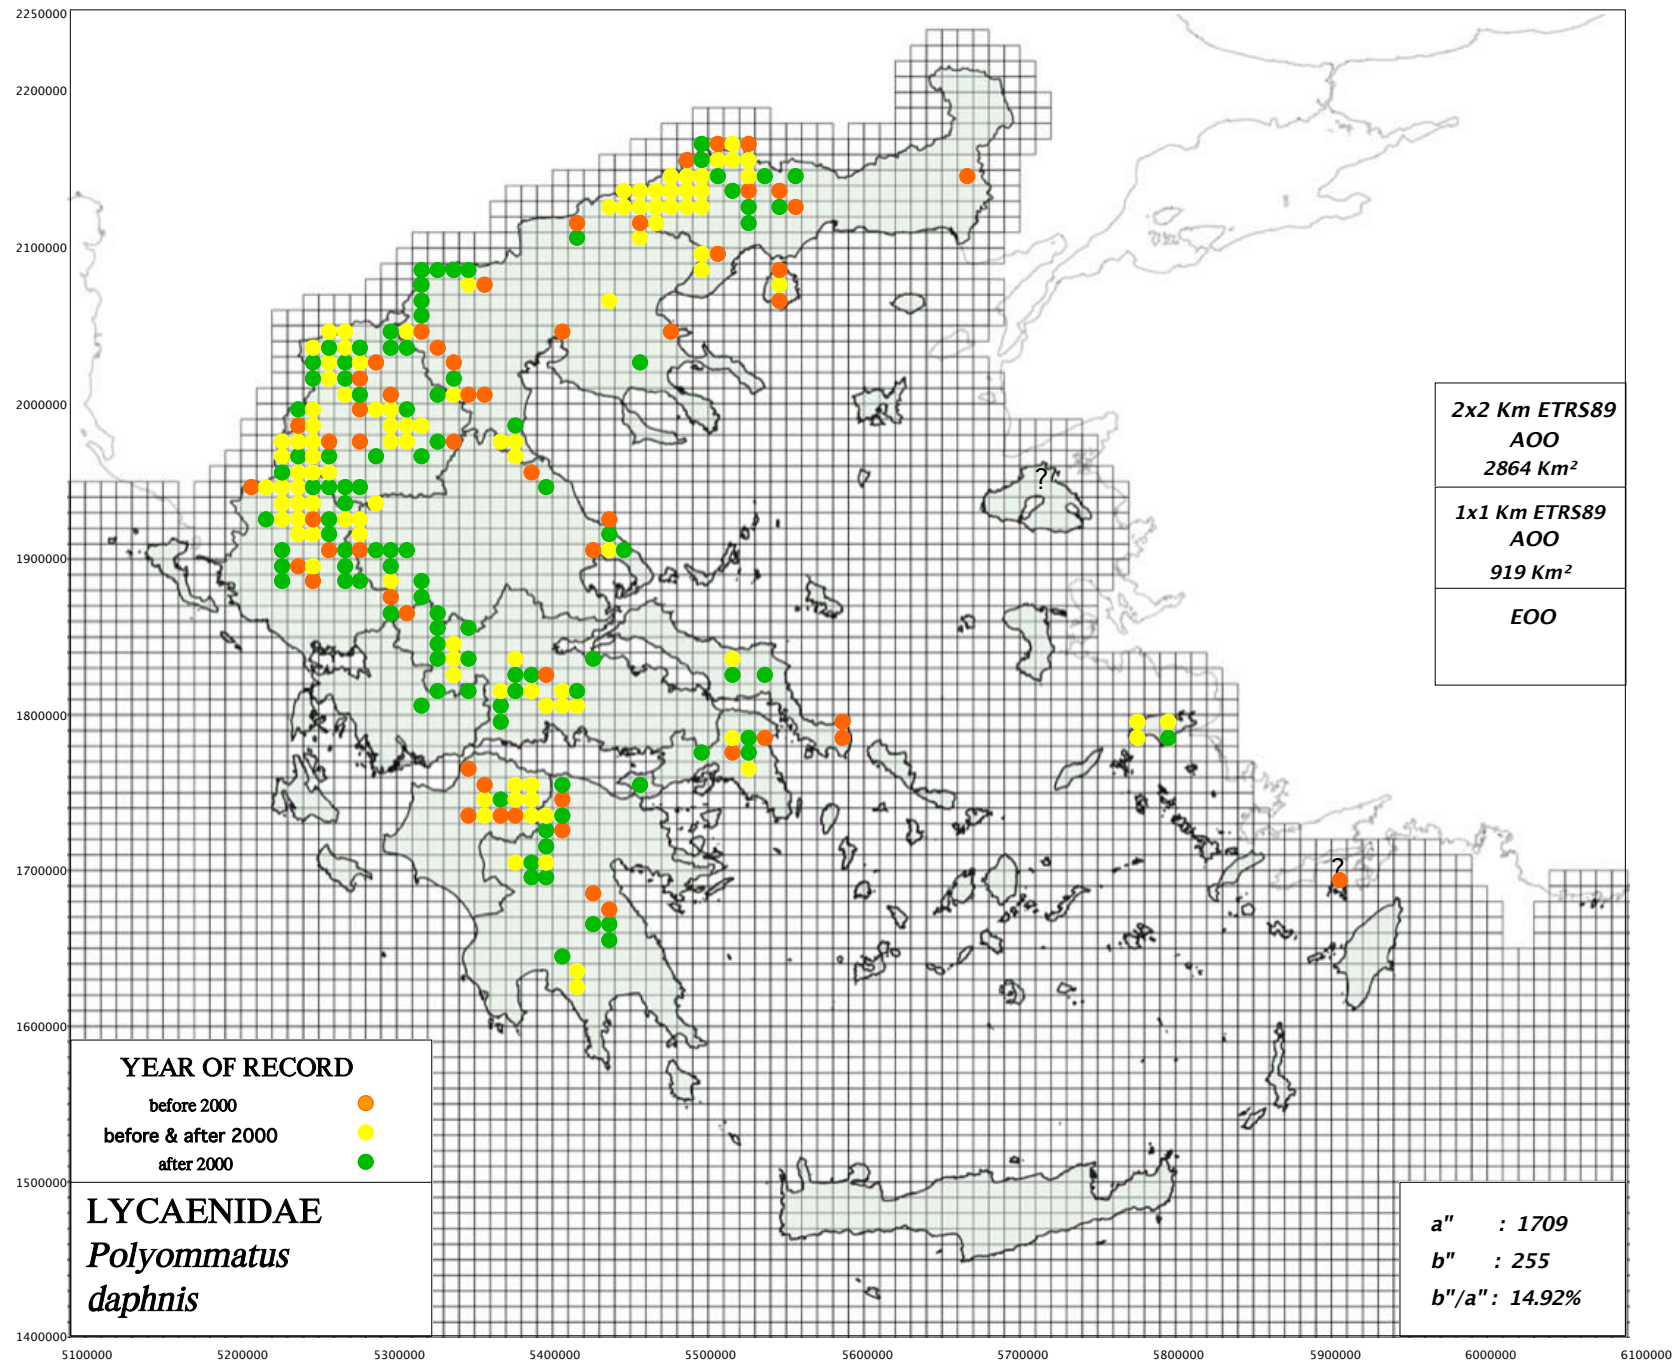 2250000
2200000
2100000
2000000
1900000
1800000
1700000
1600000
1500000
1400000
5100000 5200000 5300000 5400000 5500000 5600000 5700000 5800000 5900000 6000000 6100000
?
?
2x2 Km ETRS89
AOO
2864 Km²
1x1 Km ETRS89
AOO
919 Km²
EOO
YEAR OF RECORD
before 2000
before & after 2000
after 2000
LYCAENIDAE
Polyommatus
daphnis
a" : 1709
b" : 255
b"/a" : 14.92%